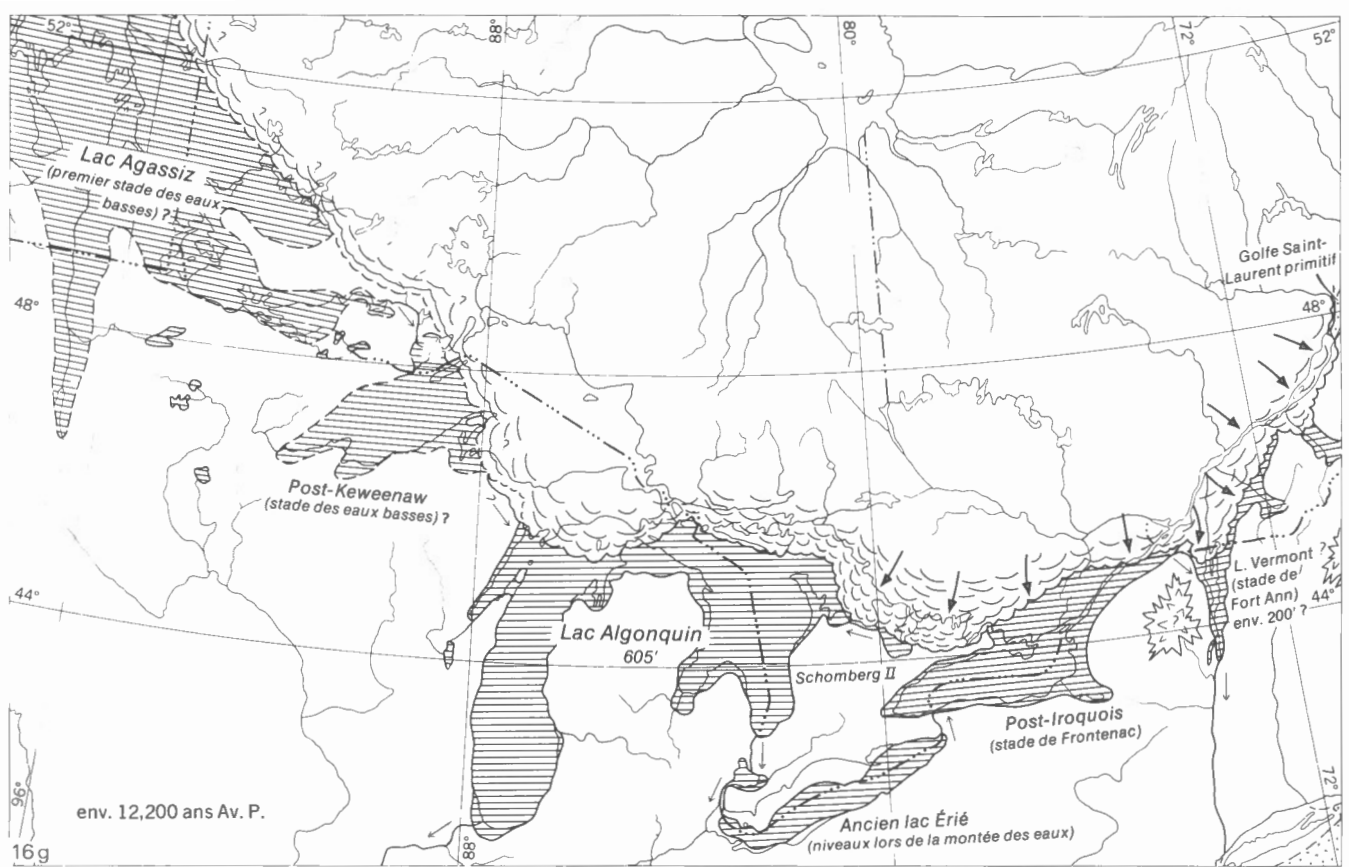 52°
88°
80°
72°
52°
Lac Agassiz
(premier stade des eaux
basses) ?
Golfe Saint-
Laurent primitif
48°
48°
Post-Keweenaw
(stade des eaux basses) ?
L. Vermont ?
(stade de
Fort Ann)
env. 200' ?
44°
44°
?
Lac Algonquin
605'
Schomberg II
Post-Iroquois
(stade de Frontenac)
96°
env. 12,200 ans Av. P.
Ancien lac Érié
(niveaux lors de la montée des eaux)
72°
88°
16g